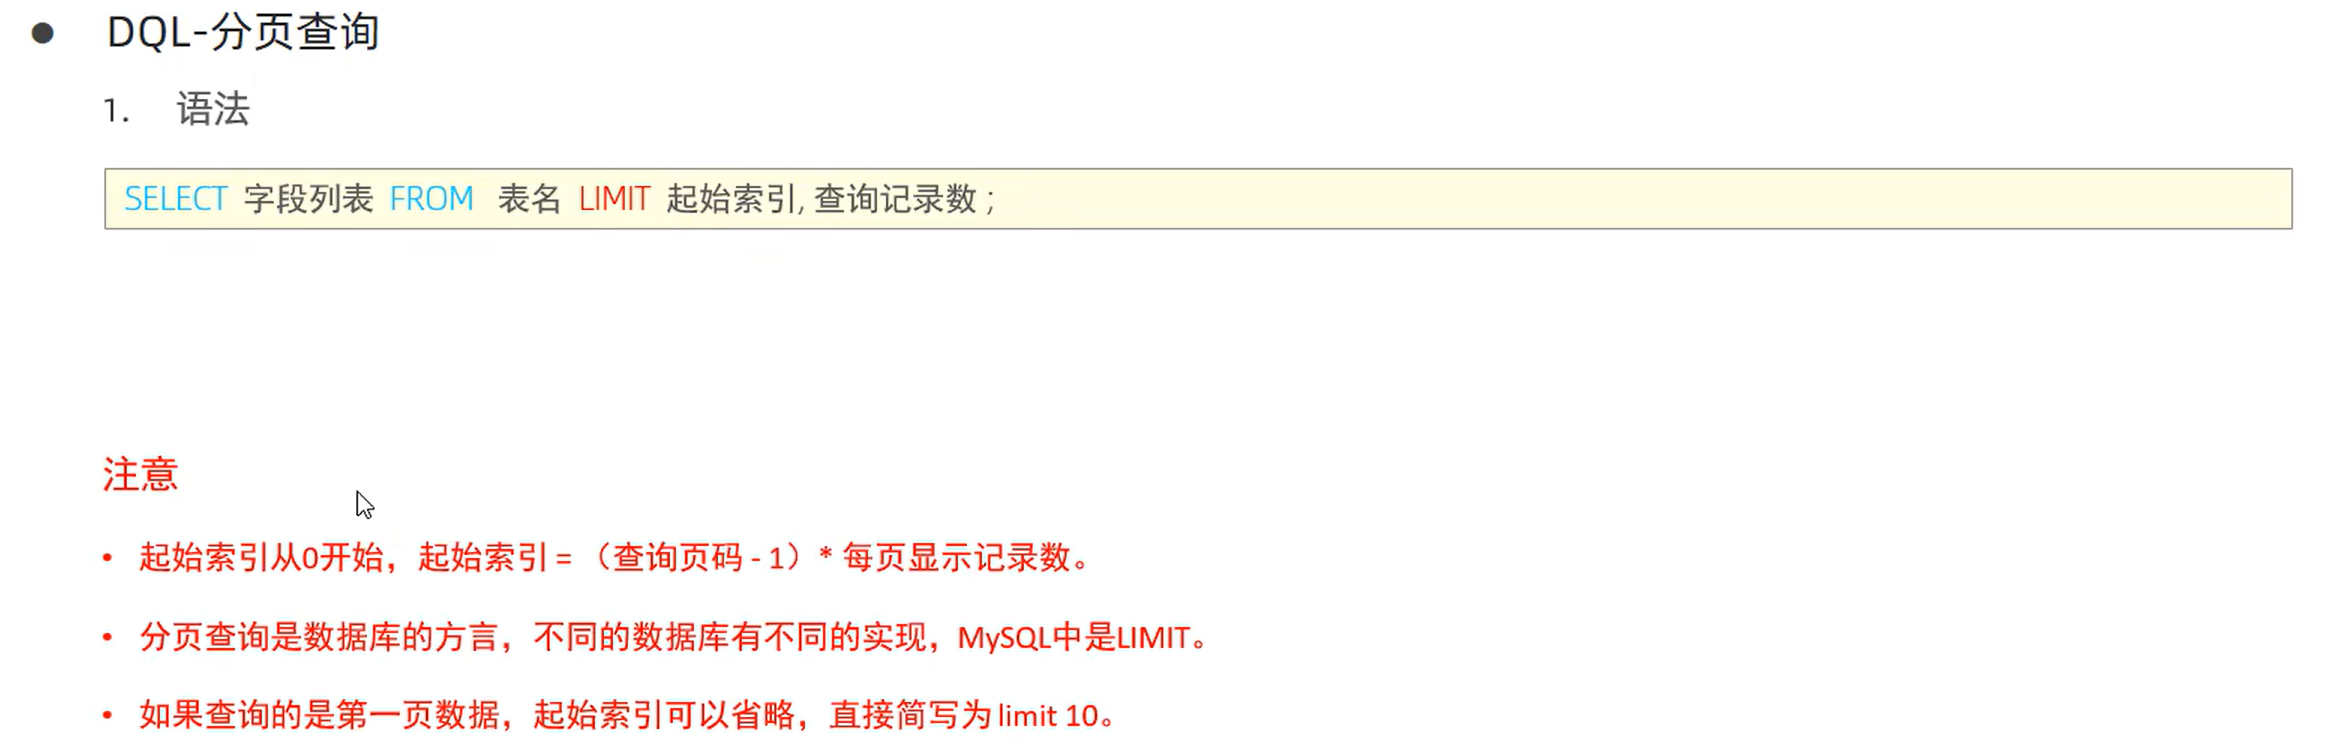 ● DQL-分页查询
1. 语法
SELECT 字段列表 FROM 表名 LIMIT 起始索引, 查询记录数 ;
注意
• 起始索引从0开始，起始索引 = （查询页码 - 1）* 每页显示记录数。
• 分页查询是数据库的方言，不同的数据库有不同的实现，MySQL中是LIMIT。
• 如果查询的是第一页数据，起始索引可以省略，直接简写为 limit 10。